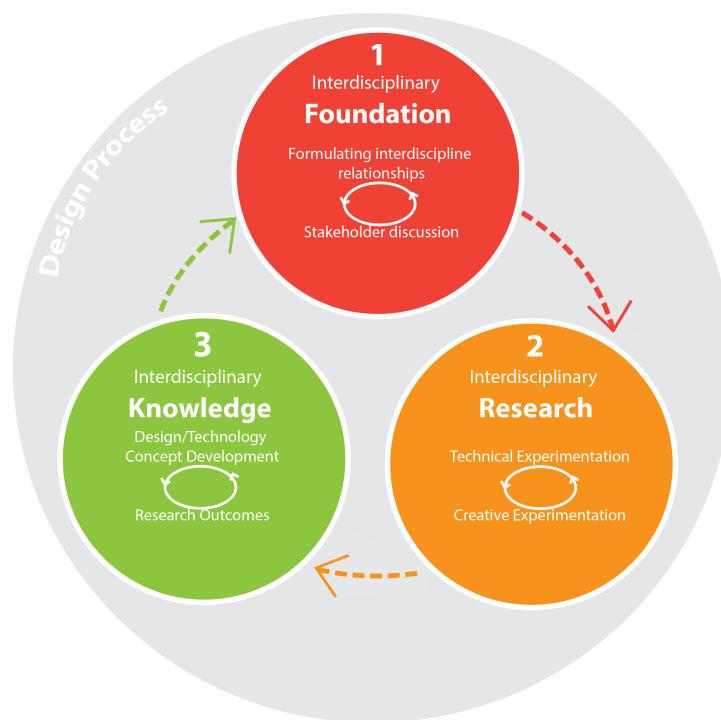 Design Process
1
Interdisciplinary
Foundation
Formulating interdiscipline
relationships
Stakeholder discussion
2
Interdisciplinary
Research
Technical Experimentation
Creative Experimentation
3
Interdisciplinary
Knowledge
Design/Technology
Concept Development
Research Outcomes